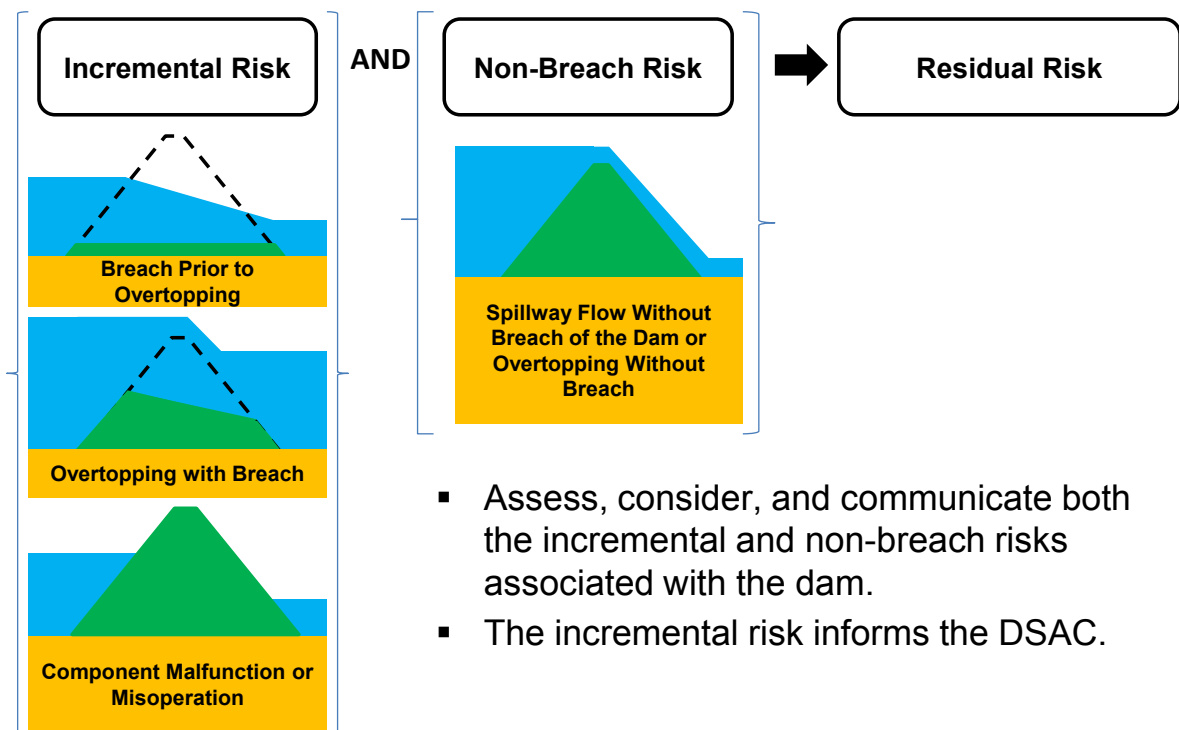 Incremental Risk
AND
Non-Breach Risk
Residual Risk
Breach Prior to
Overtopping
Overtopping with Breach
Component Malfunction or
Misoperation
Spillway Flow Without
Breach of the Dam or
Overtopping Without
Breach
▪ Assess, consider, and communicate both
the incremental and non-breach risks
associated with the dam.
▪ The incremental risk informs the DSAC.